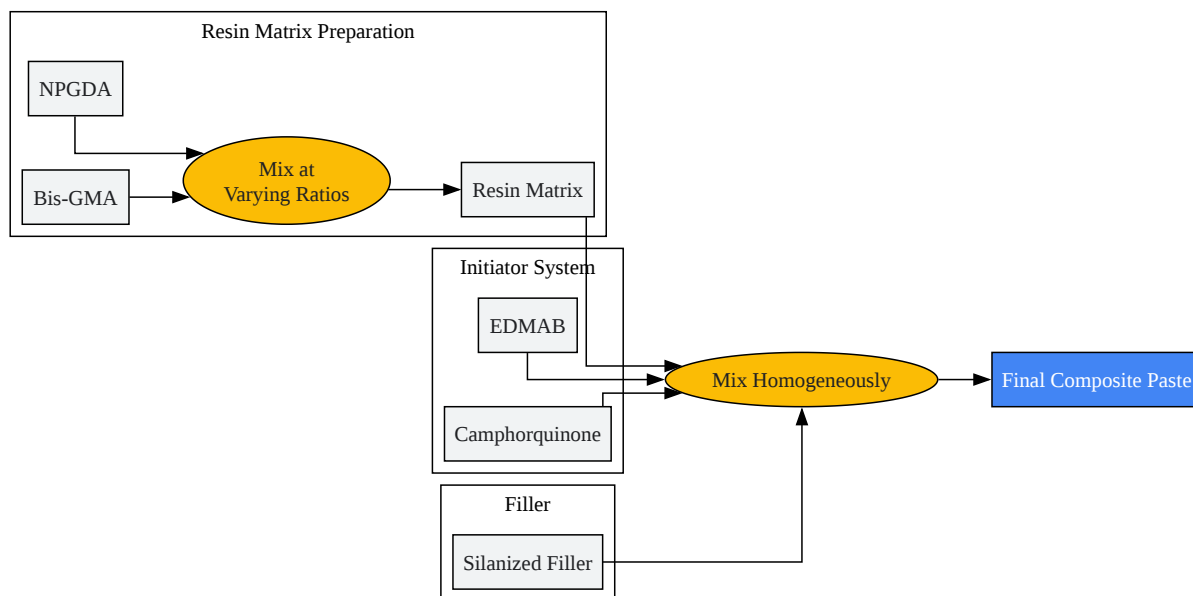 Resin Matrix Preparation
NPGDA
Bis-GMA
Mix at
Varying Ratios
Resin Matrix
Initiator System
EDMAB
Camphorquinone
Mix Homogeneously
Final Composite Paste
Filler
Silanized Filler